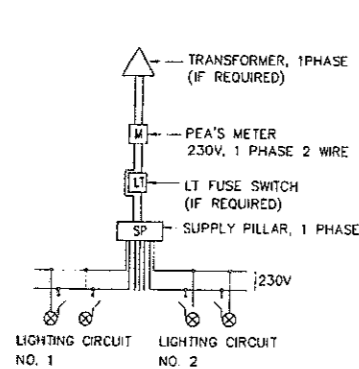 TRANSFORMER, 1PHASE
(IF REQUIRED)
M
PEA'S METER
230V, 1 PHASE 2 WIRE
LT
LT FUSE SWITCH
(IF REQUIRED)
SP
SUPPLY PILLAR, 1 PHASE
230V
LIGHTING CIRCUIT
NO. 1
LIGHTING CIRCUIT
NO. 2